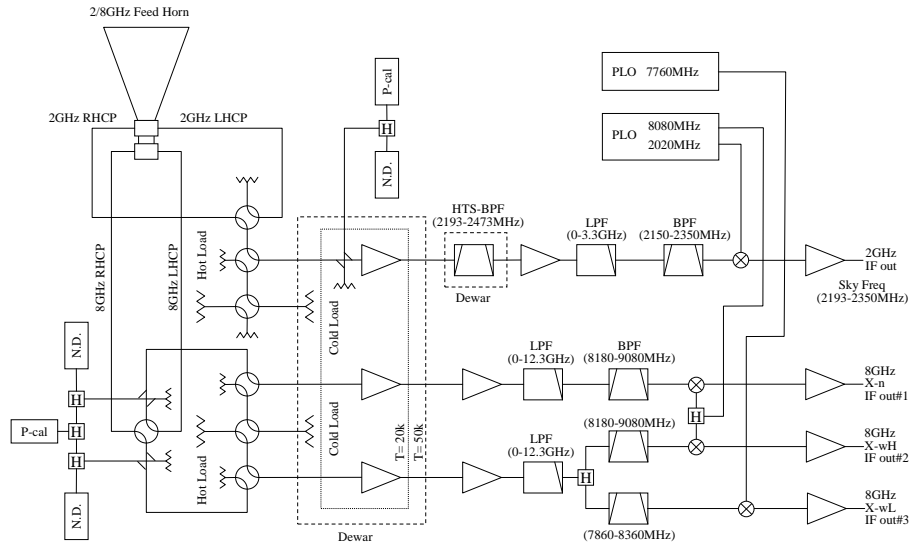 2/8GHz Feed Horn
2GHz RHCP
2GHz LHCP
8GHz RHCP
8GHz LHCP
P-cal
H
N.D.
PLO 7760MHz
PLO 8080MHz
2020MHz
HTS-BPF
(2193-2473MHz)
Dewar
LPF
(0-3.3GHz)
BPF
(2150-2350MHz)
2GHz
IF out
Sky Freq
(2193-2350MHz)
Hot Load
Cold Load
N.D.
H
P-cal
H
H
N.D.
Hot Load
Cold Load
T= 20k
T= 50k
Dewar
LPF
(0-12.3GHz)
BPF
(8180-9080MHz)
8GHz
X-n
IF out#1
H
LPF
(0-12.3GHz)
H
(8180-9080MHz)
8GHz
X-wH
IF out#2
(7860-8360MHz)
8GHz
X-wL
IF out#3